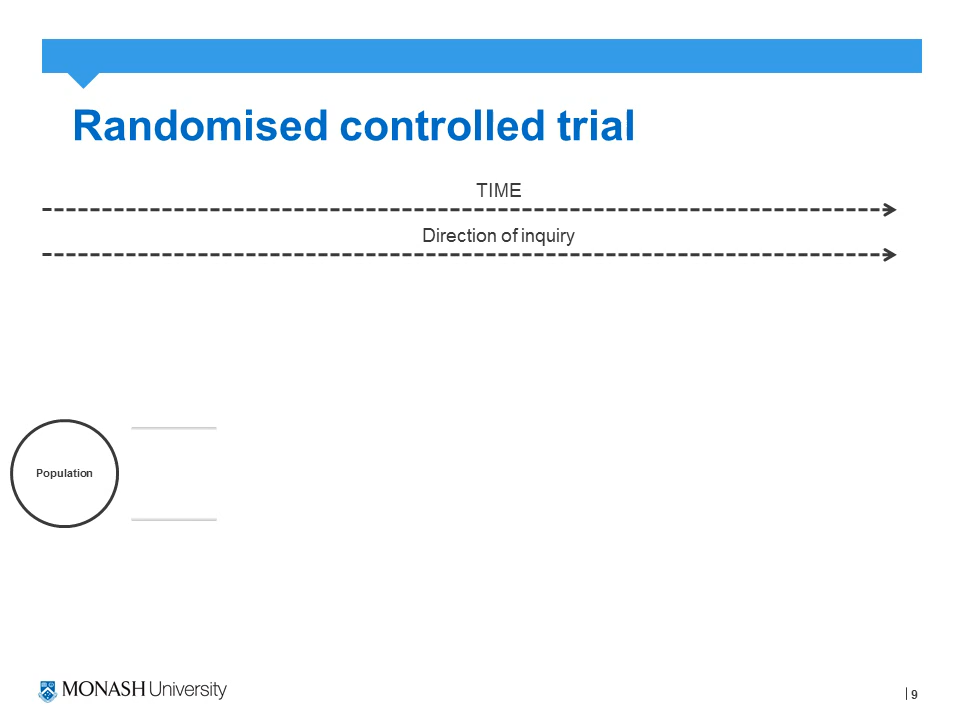 Randomised controlled trial
TIME
Direction of inquiry
Population
MONASH University
9